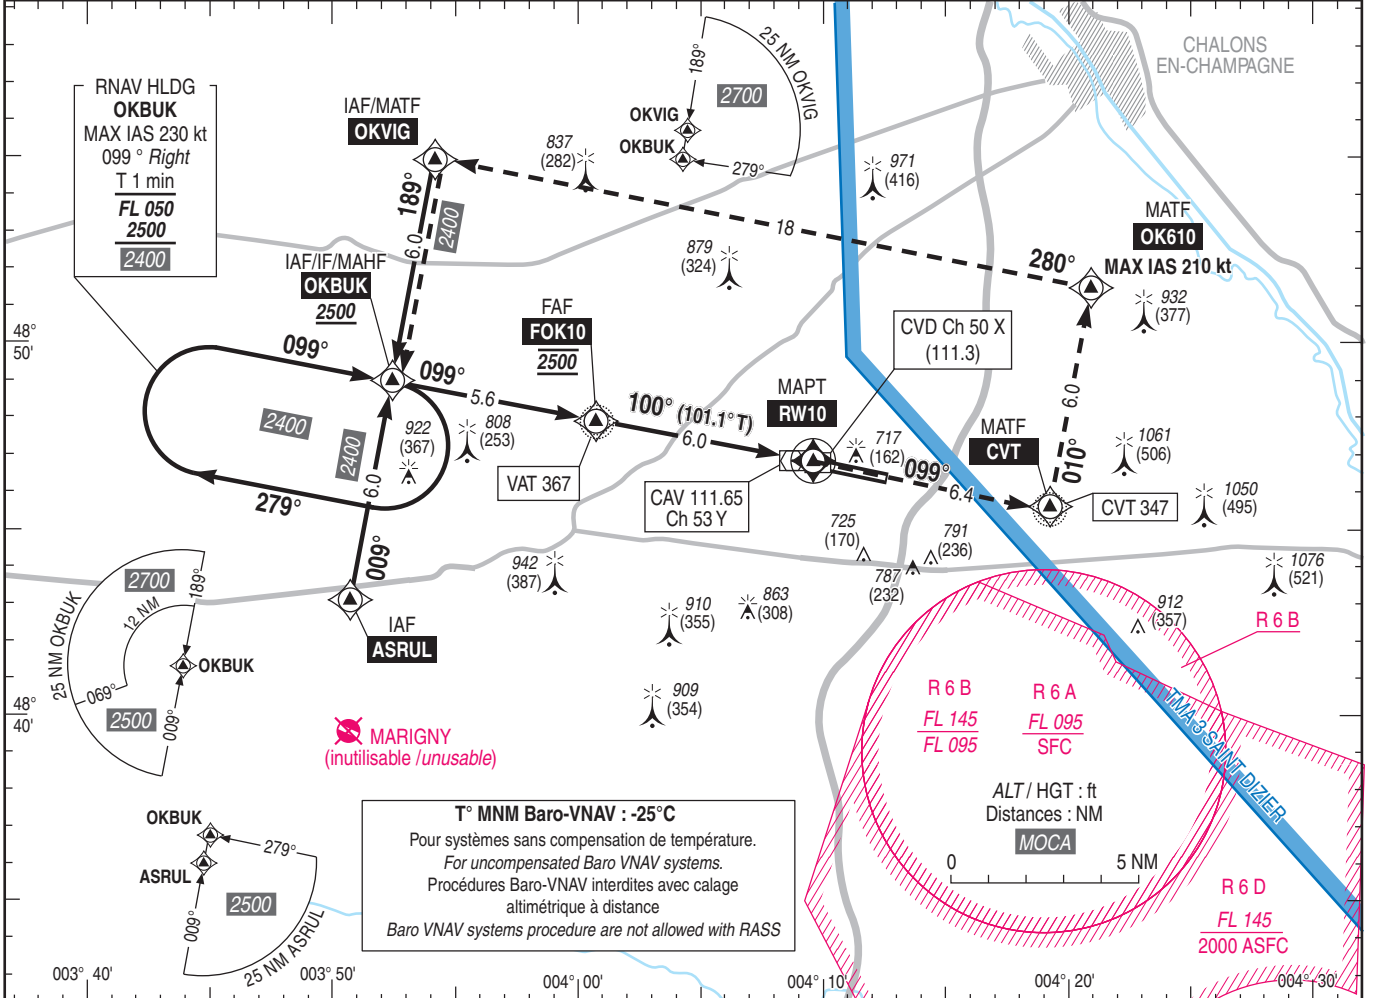 RNAV HLDG
OKBUK
MAX IAS 230 kt
099 ° Right
T 1 min
FL 050
2500
2400
IAF/MATF
OKVIG
25 NM OKVIG
189°
2700
OKVIG
OKBUK
279°
CHALONS
EN-CHAMPAGNE
837
(282)
971
(416)
879
(324)
18
280°
MATF
OK610
MAX IAS 210 kt
932
(377)
189°
6.0
2400
IAF/IF/MAHF
OKBUK
2500
FAF
FOK10
2500
CVD Ch 50 X
(111.3)
48°
50'
099°
099°
5.6
100° (101.1° T)
6.0
MAPT
RW10
6.0
2400
2400
922
(367)
808
(253)
717
(162)
MATF
CVT
010°
1061
(506)
6.0
279°
VAT 367
CAV 111.65
Ch 53 Y
099°
6.4
CVT 347
1050
(495)
725
(170)
791
(236)
787
(232)
1076
(521)
009°
942
(387)
IAF
ASRUL
910
(355)
863
(308)
912
(357)
R 6 B
25 NM OKBUK
2700
189°
12 NM
OKBUK
069°
2500
009°
909
(354)
48°
40'
MARIGNY
(inutilisable /unusable)
R 6 B
FL 145
FL 095
R 6 A
FL 095
SFC
TMA 3 SAINT DIZIER
ALT / HGT : ft
Distances : NM
MOCA
0
5 NM
T° MNM Baro-VNAV : -25°C
Pour systèmes sans compensation de température.
For uncompensated Baro VNAV systems.
Procédures Baro-VNAV interdites avec calage
altimétrique à distance
Baro VNAV systems procedure are not allowed with RASS
OKBUK
279°
ASRUL
2500
009°
25 NM ASRUL
R 6 D
FL 145
2000 ASFC
003° 40'
003° 50'
004° 00'
004° 10'
004° 20'
004° 30'